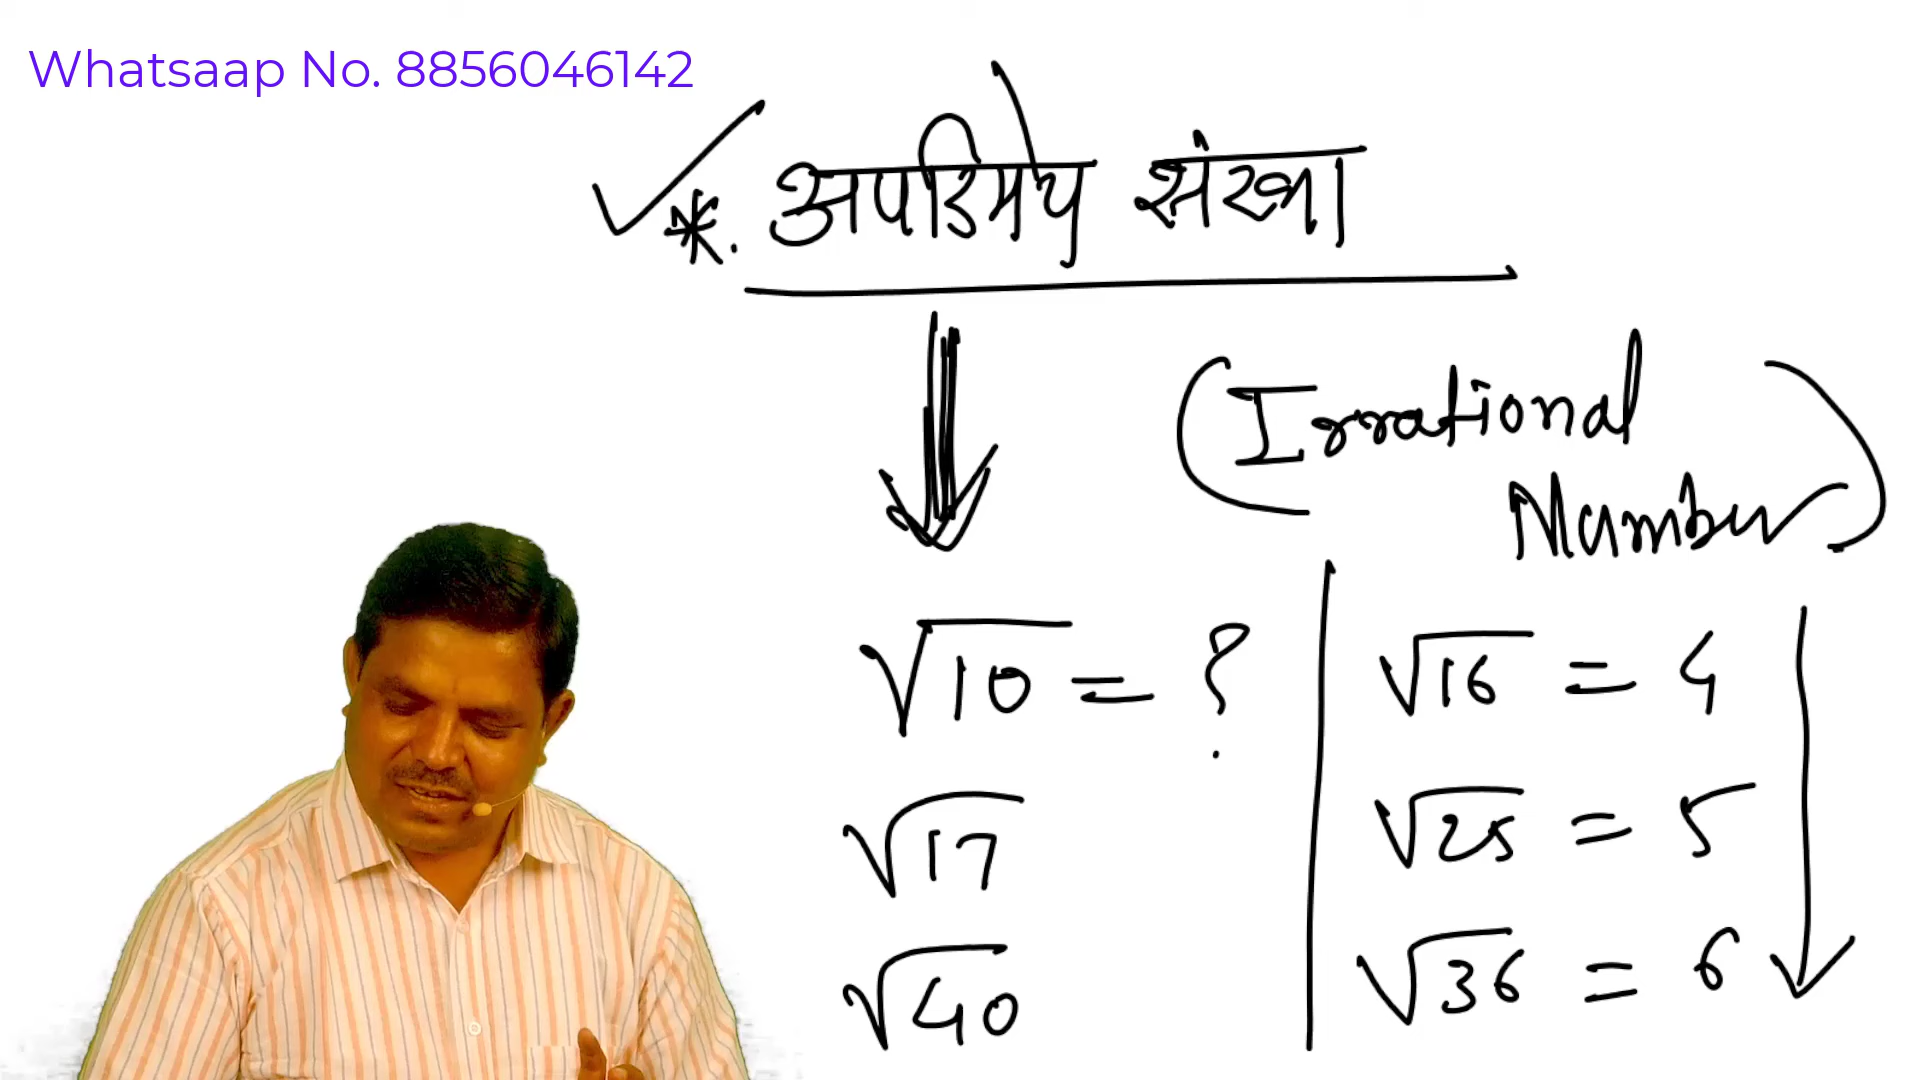 Whatsaap No. 8856046142
*. अपरिमेय संख्या
(Irrational
Number)
√10 = ?
√16 = 4
√17
√25 = 5
√40
√36 = 6